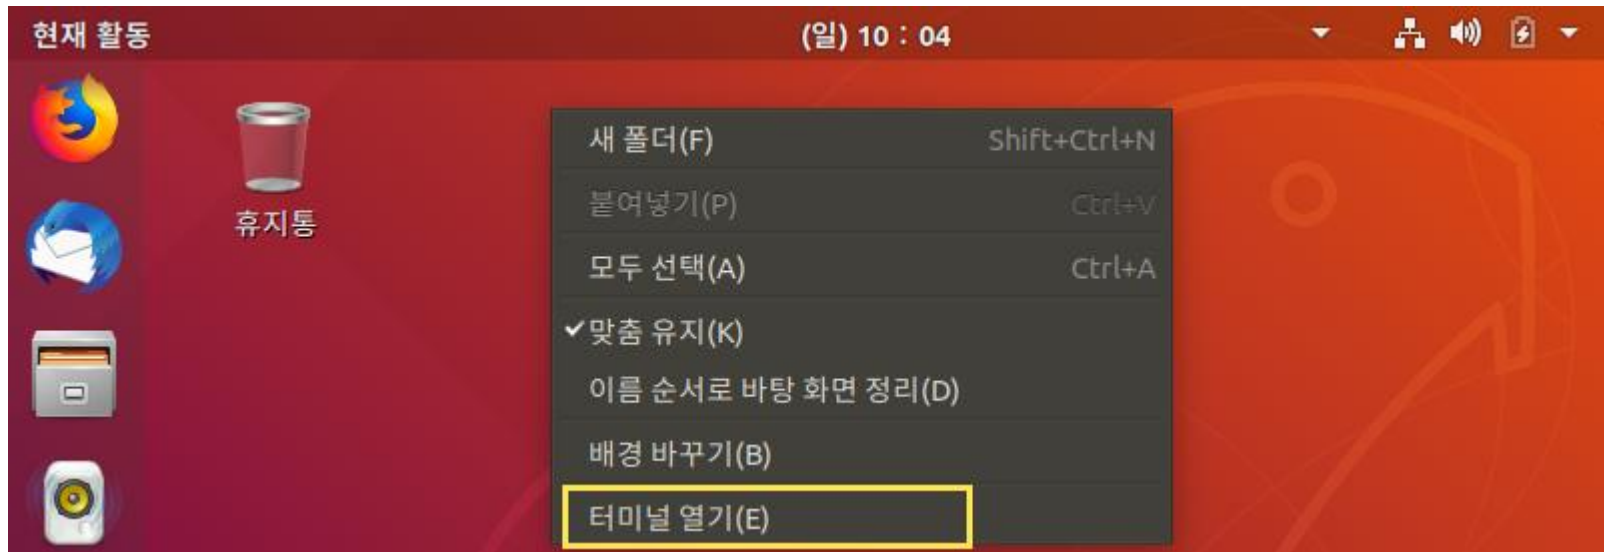 현재 활동
(일) 10 : 04
휴지통
새 폴더(F) Shift+Ctrl+N
붙여넣기(P) Ctrl+V
모두 선택(A) Ctrl+A
✔맞춤 유지(K)
이름 순서로 바탕 화면 정리(D)
배경 바꾸기(B)
터미널 열기(E)